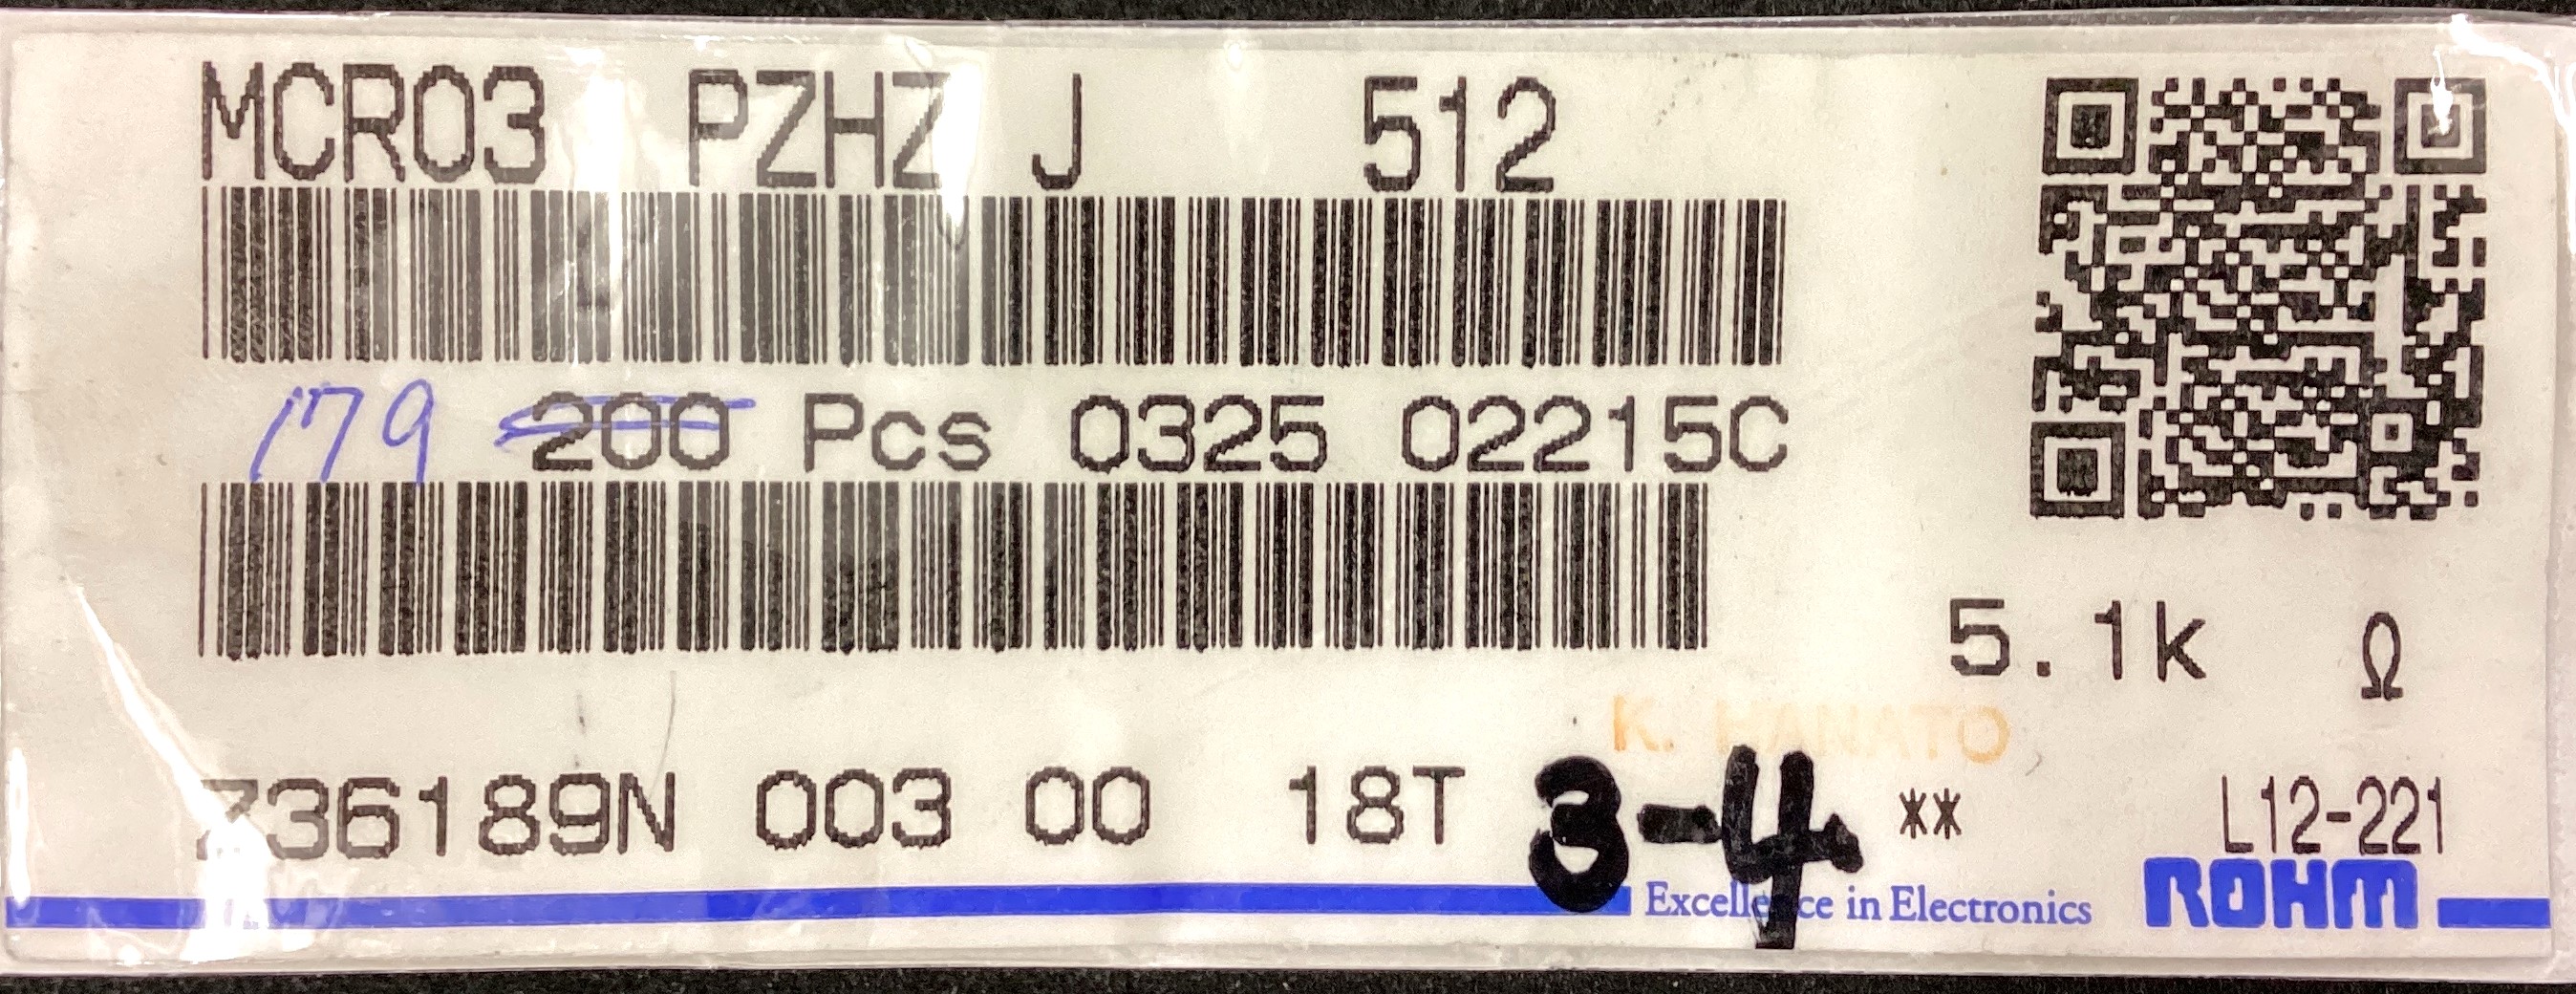 MCR03 PZHZ J 512
179 200 Pcs 0325 02215C
5.1k Ω
K. HANATO
Z36189N 003 00 18T 3-4 ** L12-221
Excellence in Electronics ROHM